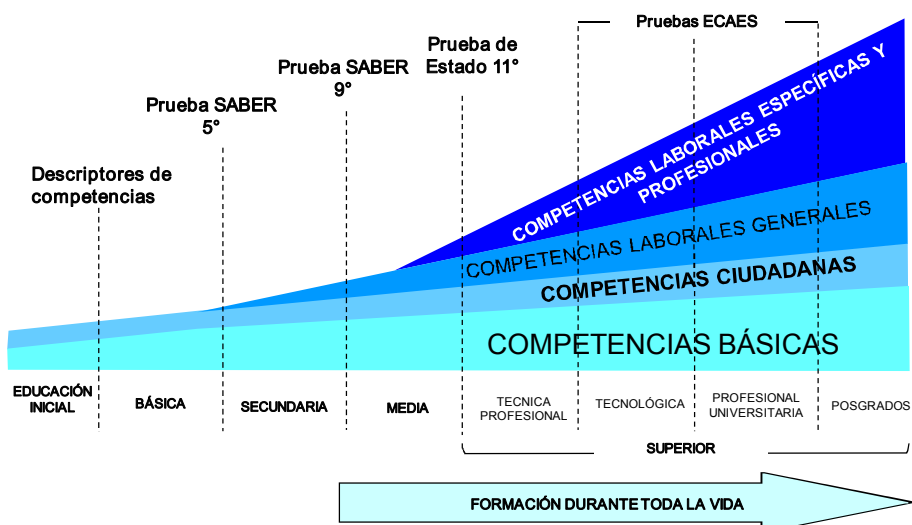 Pruebas ECAES
Prueba de
Estado 11°
Prueba SABER
9°
Prueba SABER
5°
Descriptores de
competencias
COMPETENCIAS LABORALES ESPECÍFICAS Y
PROFESIONALES
COMPETENCIAS LABORALES GENERALES
COMPETENCIAS CIUDADANAS
COMPETENCIAS BÁSICAS
EDUCACIÓN
INICIAL
BÁSICA
SECUNDARIA
MEDIA
TECNICA
PROFESIONAL
TECNOLÓGICA
PROFESIONAL
UNIVERSITARIA
POSGRADOS
SUPERIOR
FORMACIÓN DURANTE TODA LA VIDA